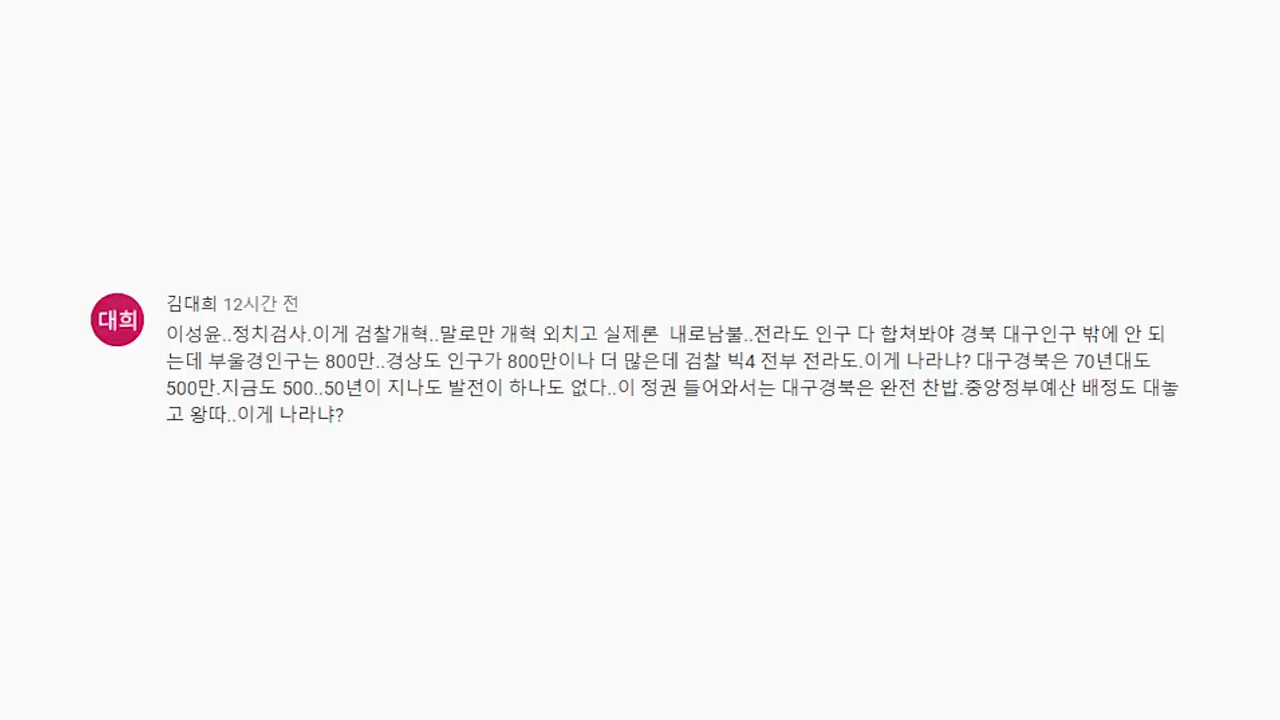 대희
김대희 12시간 전
이성윤..정치검사.이게 검찰개혁..말로만 개혁 외치고 실제론  내로남불..전라도 인구 다 합쳐봐야 경북 대구인구 밖에 안 되
는데 부울경인구는 800만..경상도 인구가 800만이나 더 많은데 검찰 빅4 전부 전라도.이게 나라냐? 대구경북은 70년대도
500만.지금도 500..50년이 지나도 발전이 하나도 없다..이 정권 들어와서는 대구경북은 완전 찬밥.중앙정부예산 배정도 대놓
고 왕따..이게 나라냐?